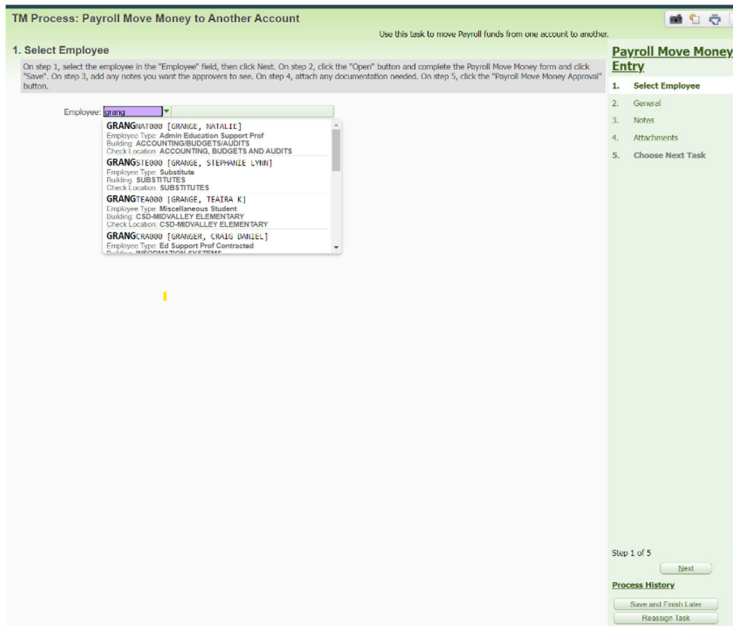 TM Process: Payroll Move Money to Another Account
Use this task to move Payroll funds from one account to another.
1. Select Employee
On step 1, select the employee in the "Employee" field, then click Next. On step 2, click the "Open" button and complete the Payroll Move Money form and click
"Save". On step 3, add any notes you want the approvers to see. On step 4, attach any documentation needed. On step 5, click the "Payroll Move Money Approval"
button.
Employee: grang
GRANGNAT000 [GRANGE, NATALIE]
Employee Type: Admin Education Support Prof
Building: ACCOUNTING/BUDGETS/AUDITS
Check Location: ACCOUNTING, BUDGETS AND AUDITS
GRANGSTE000 [GRANGE, STEPHANIE LYNN]
Employee Type: Substitute
Building: SUBSTITUTES
Check Location: SUBSTITUTES
GRANGTEA000 [GRANGE, TEAIRA K]
Employee Type: Miscellaneous Student
Building: CSD-MIDVALLEY ELEMENTARY
Check Location: CSD-MIDVALLEY ELEMENTARY
GRANGCRA000 [GRANGER, CRAIG DANIEL]
Employee Type: Ed Support Prof Contracted
Building: INFORMATION SYSTEMS
Payroll Move Money
Entry
1. Select Employee
2. General
3. Notes
4. Attachments
5. Choose Next Task
Step 1 of 5
Next
Process History
Save and Finish Later
Reassign Task